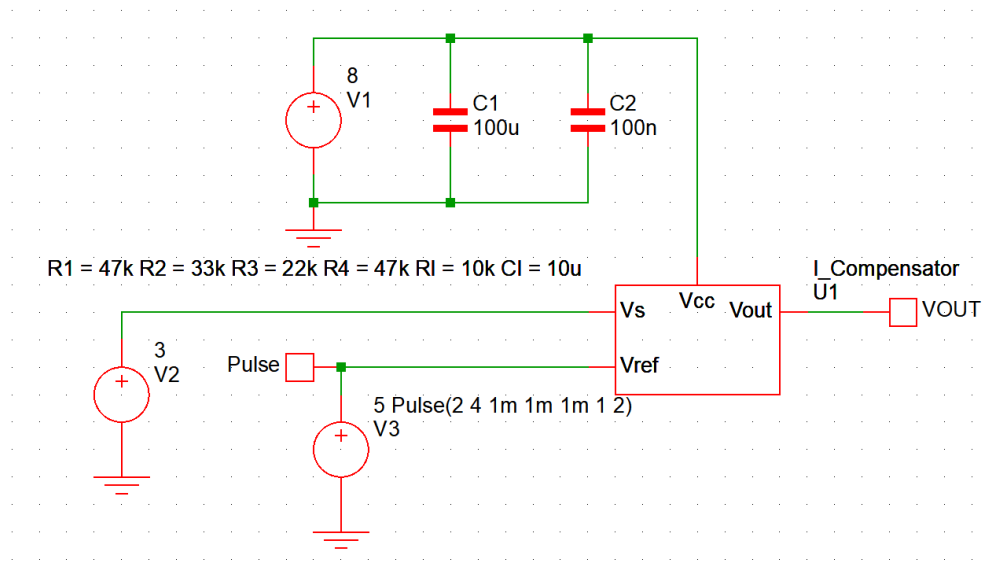 8
V1
C1
100u
C2
100n
R1 = 47k R2 = 33k R3 = 22k R4 = 47k RI = 10k CI = 10u
I_Compensator
U1
Vs
Vcc
Vout
VOUT
3
V2
Pulse
Vref
5 Pulse(2 4 1m 1m 1m 1 2)
V3